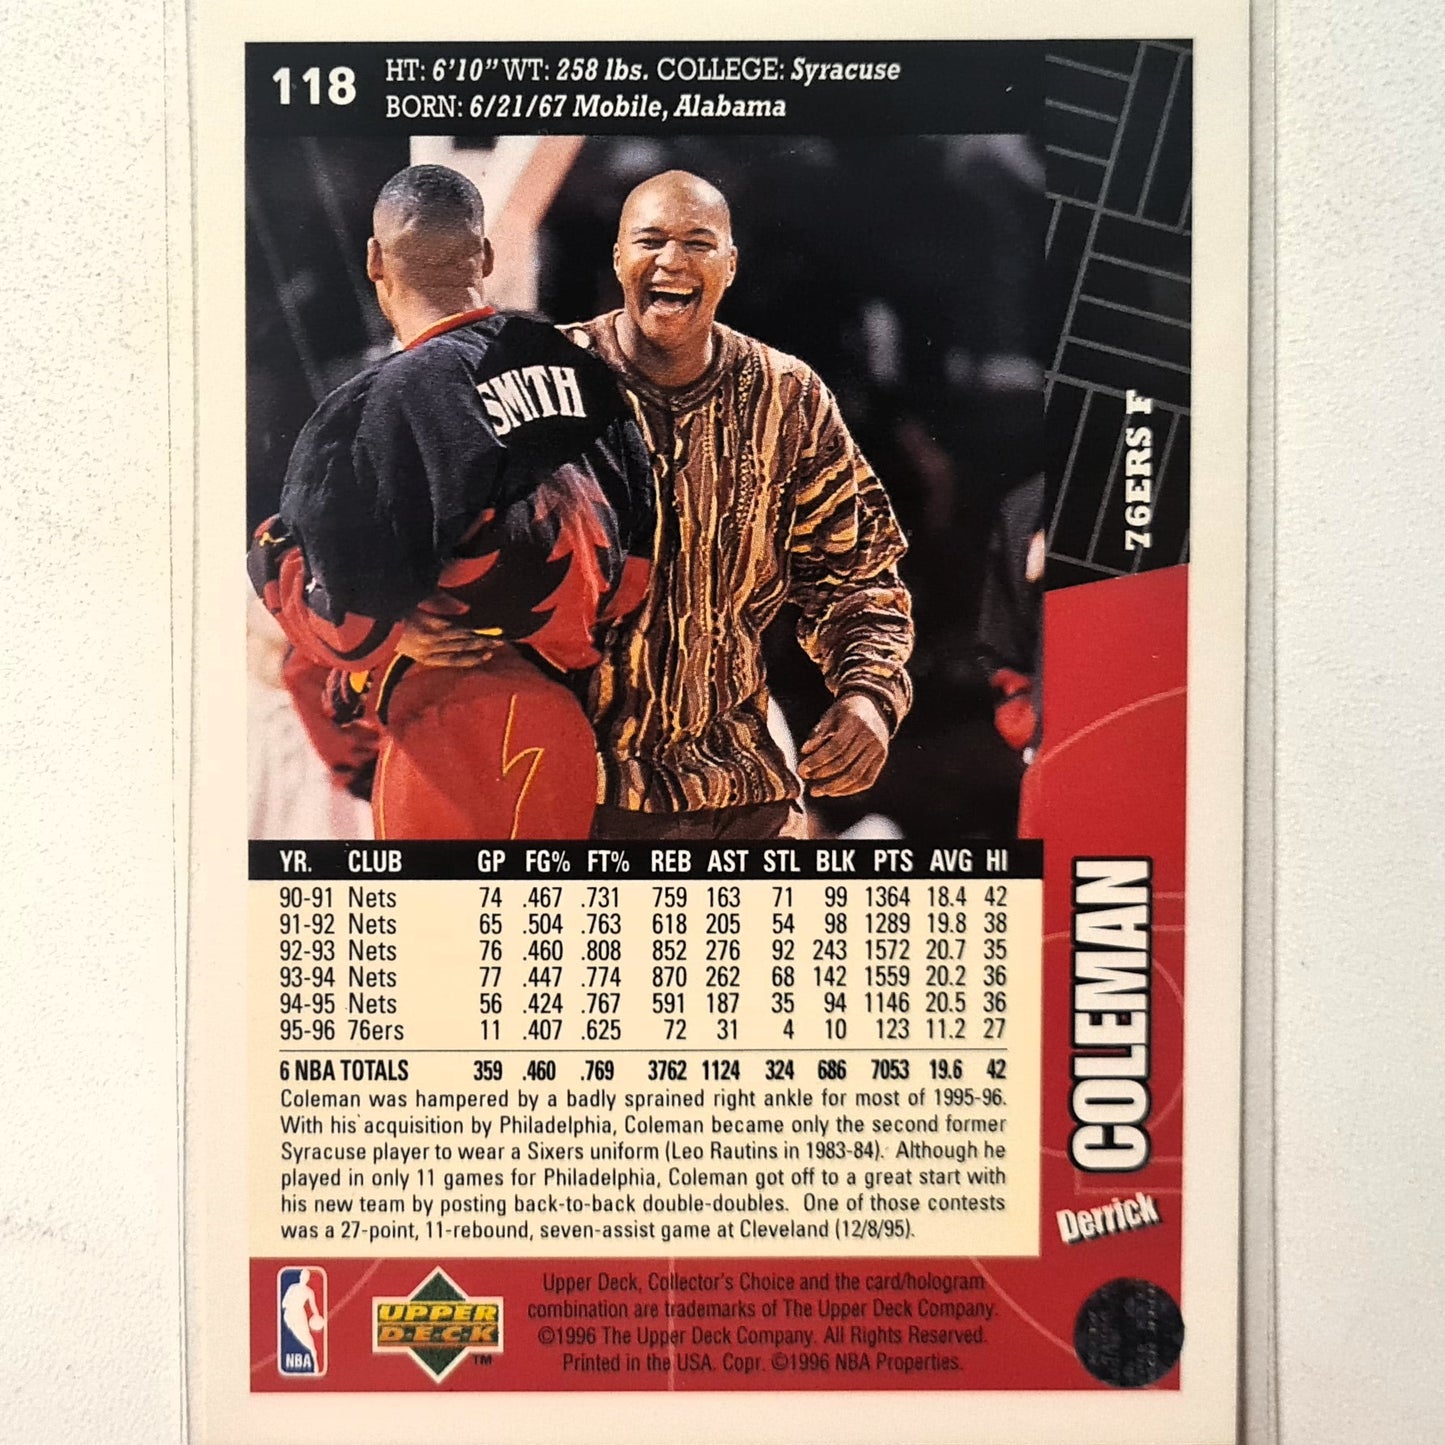 118
HT: 6'10" WT: 258 lbs. COLLEGE: Syracuse
BORN: 6/21/67 Mobile, Alabama
SMITH
76ERS F
YR. CLUB GP FG% FT% REB AST STL BLK PTS AVG HI
90-91 Nets 74 .467 .731 759 163 71 99 1364 18.4 42
91-92 Nets 65 .504 .763 618 205 54 98 1289 19.8 38
92-93 Nets 76 .460 .808 852 276 92 243 1572 20.7 35
93-94 Nets 77 .447 .774 870 262 68 142 1559 20.2 36
94-95 Nets 56 .424 .767 591 187 35 94 1146 20.5 36
95-96 76ers 11 .407 .625 72 31 4 10 123 11.2 27
6 NBA TOTALS 359 .460 .769 3762 1124 324 686 7053 19.6 42
Coleman was hampered by a badly sprained right ankle for most of 1995-96.
With his acquisition by Philadelphia, Coleman became only the second former
Syracuse player to wear a Sixers uniform (Leo Rautins in 1983-84). Although he
played in only 11 games for Philadelphia, Coleman got off to a great start with
his new team by posting back-to-back double-doubles. One of those contests
was a 27-point, 11-rebound, seven-assist game at Cleveland (12/8/95).
Derrick
COLEMAN
NBA
UPPER
DECK
TM
Upper Deck, Collector's Choice and the card/hologram
combination are trademarks of The Upper Deck Company.
©1996 The Upper Deck Company. All Rights Reserved.
Printed in the USA. Copr. ©1996 NBA Properties.